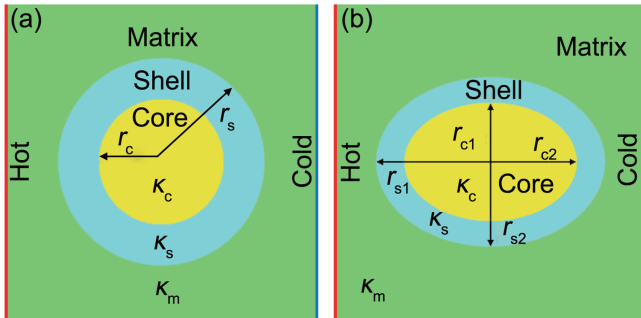 (a)
Matrix
Shell
Core
r_c
r_s
Hot
Cold
κ_c
κ_s
κ_m
(b)
Matrix
Shell
r_c1
r_c2
Hot
Cold
r_s1
κ_c
Core
κ_s
r_s2
κ_m